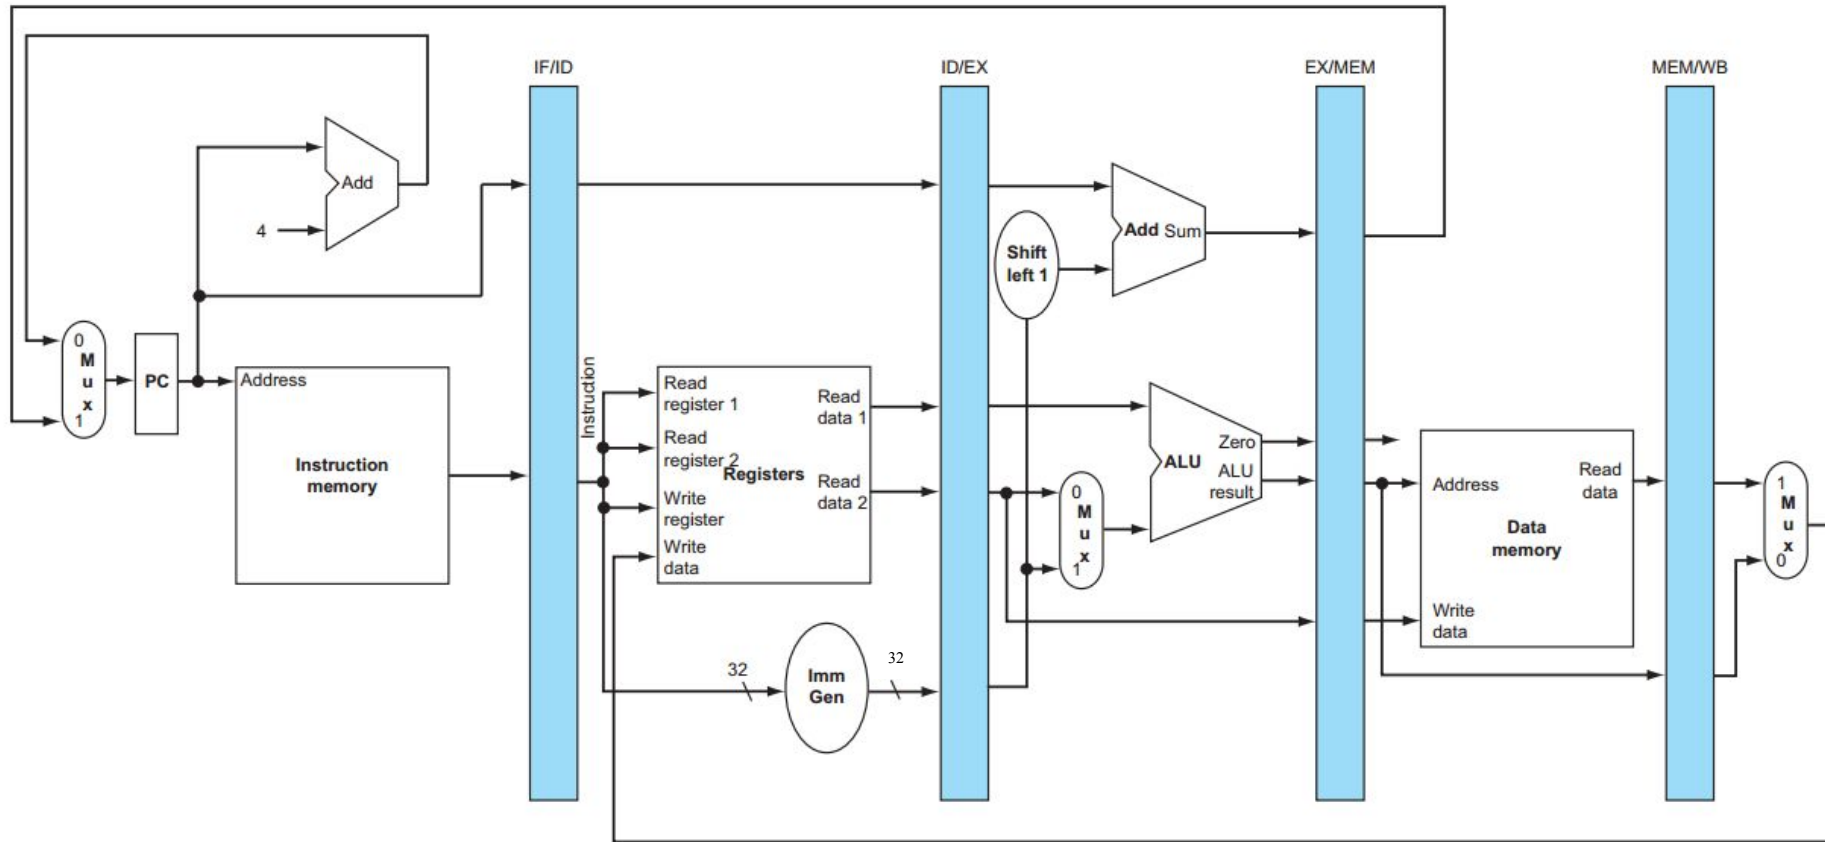 IF/ID
ID/EX
EX/MEM
MEM/WB
Add
4
Add Sum
Shift
left 1
0
M
u
x
1
PC
Address
Instruction
memory
Instruction
Read
register 1
Read
register 2
Registers
Write
register
Write
data
Read
data 1
Read
data 2
0
M
u
x
1
Zero
ALU
ALU
result
Address
Read
data
Data
memory
Write
data
1
M
u
x
0
32
Imm
Gen
32